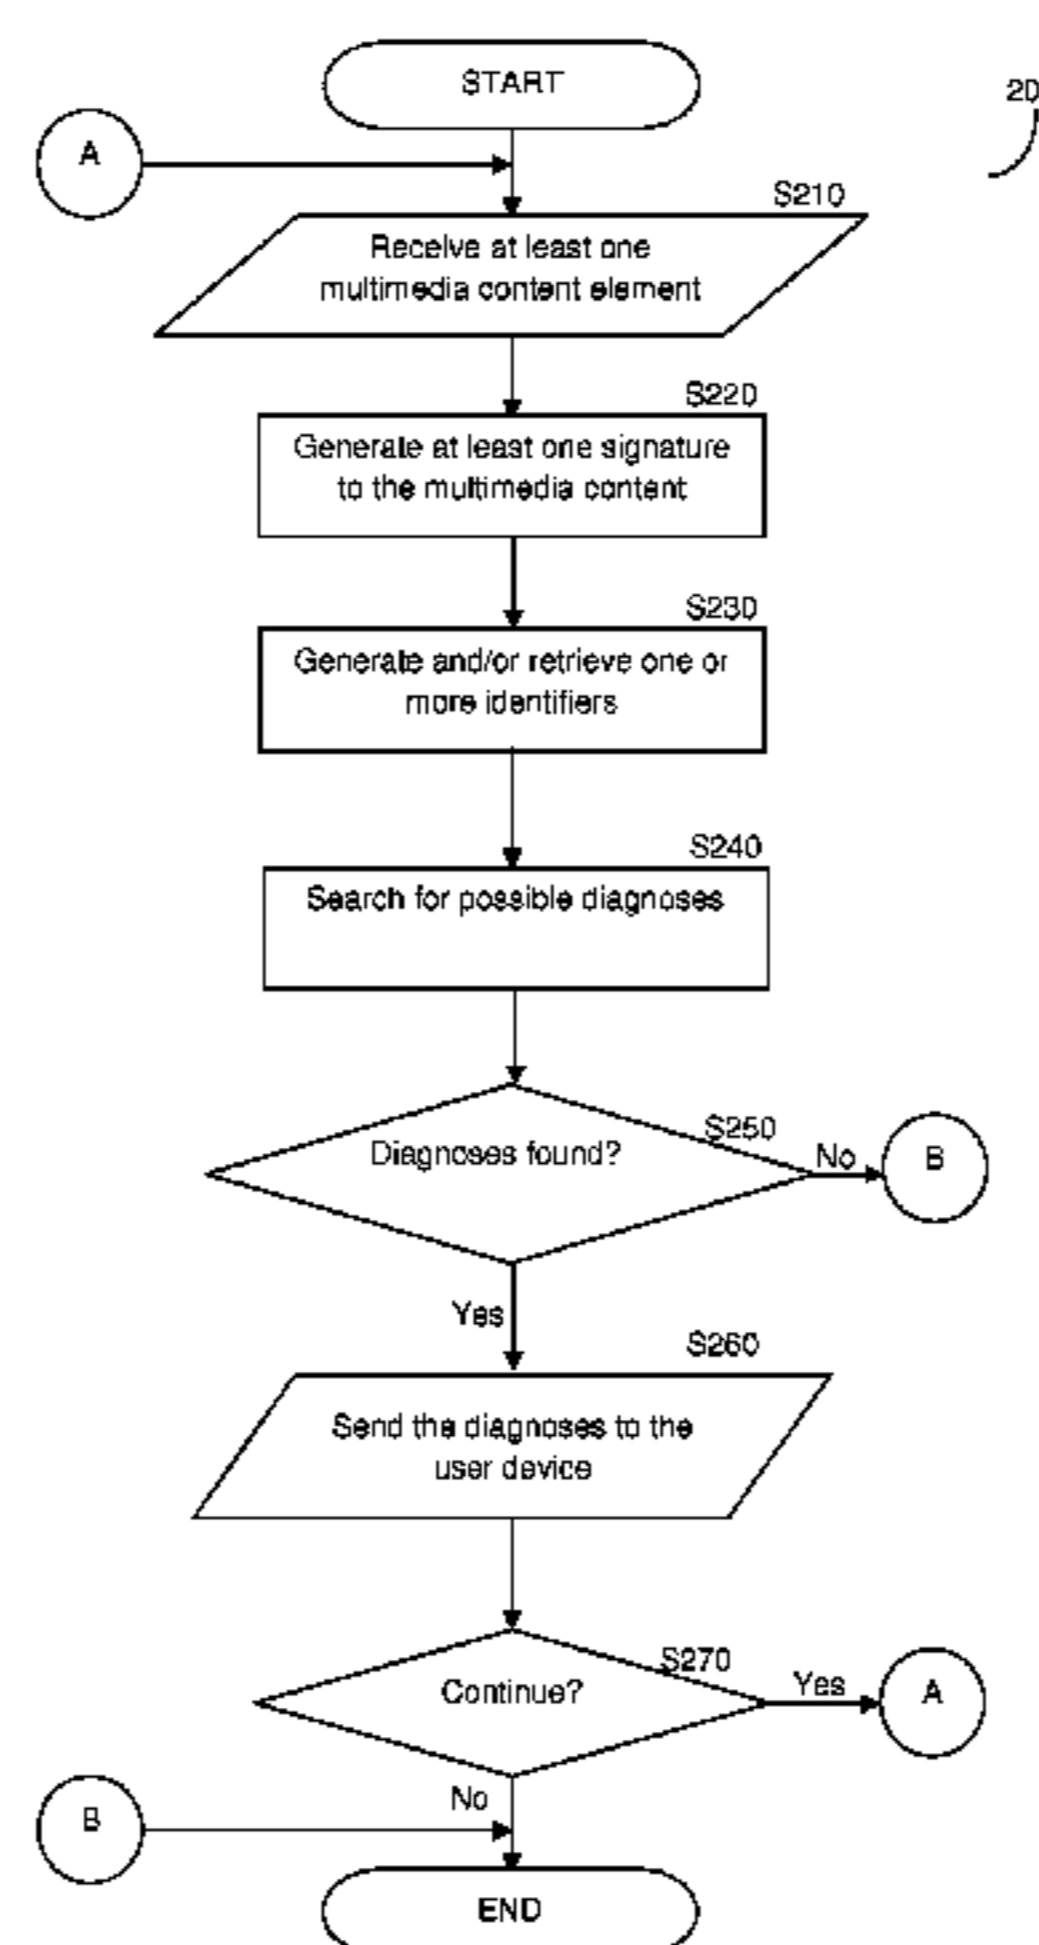 START
20
A
S210
Receive at least one
multimedia content element
S220
Generate at least one signature
to the multimedia content
S230
Generate and/or retrieve one or
more identifiers
S240
Search for possible diagnoses
S250
Diagnoses found?
No
B
Yes
S260
Send the diagnoses to the
user device
S270
Continue?
Yes
A
No
B
END